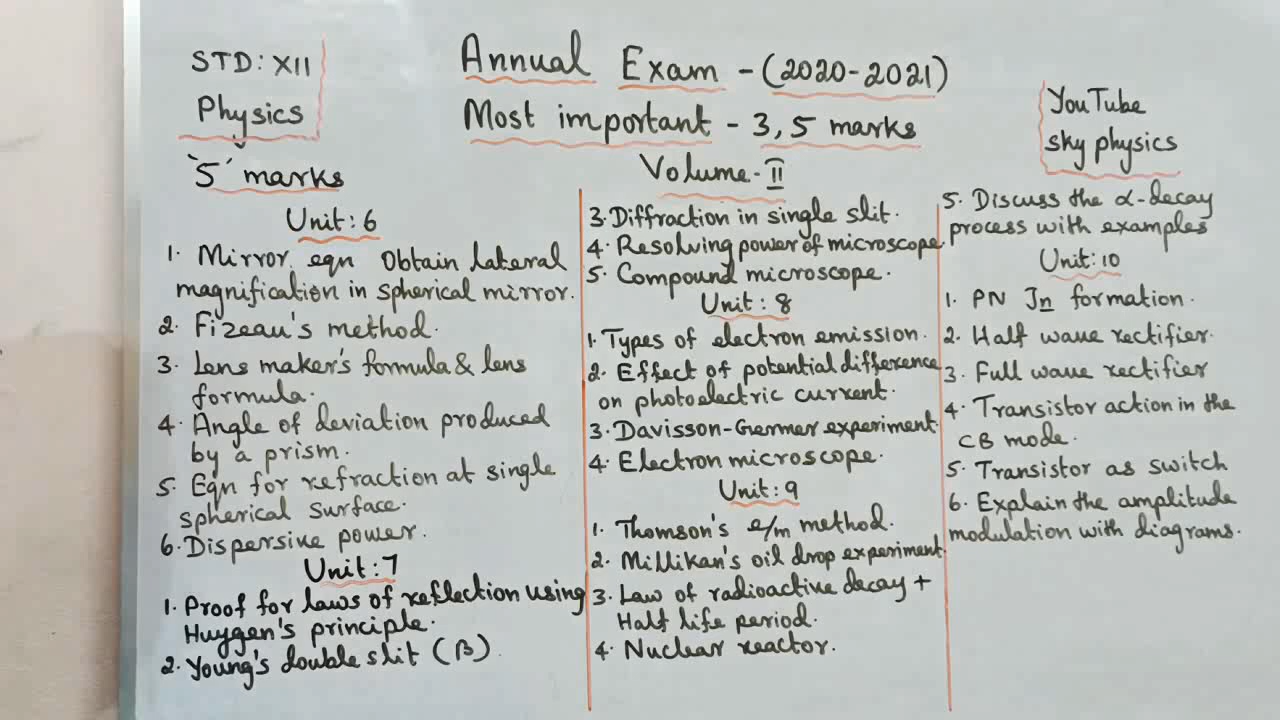 STD: XII
Physics
Annual Exam - (2020-2021)
Most important - 3, 5 marks
YouTube
sky physics
'5' marks
Volume-II
Unit: 6
1. Mirror eqn Obtain Lateral
magnification in spherical mirror.
2. Fizeau's method.
3. Lens maker's formula & lens
formula.
4. Angle of deviation produced
by a prism.
5. Eqn for refraction at single
spherical surface.
6. Dispersive power.
Unit: 7
1. Proof for laws of reflection using
Huygen's principle.
2. Young's double slit (β)
3. Diffraction in single slit.
4. Resolving power of microscope
5. Compound microscope.
Unit: 8
1. Types of electron emission.
2. Effect of potential difference
on photoelectric current.
3. Davisson-Germer experiment.
4. Electron microscope.
Unit: 9
1. Thomson's e/m method.
2. Millikan's oil drop experiment
3. Law of radioactive decay +
Half life period.
4. Nuclear reactor.
5. Discuss the α-decay
process with examples
Unit: 10
1. PN Jn formation.
2. Half wave rectifier.
3. Full wave rectifier
4. Transistor action in the
CB mode.
5. Transistor as switch
6. Explain the amplitude
modulation with diagrams.